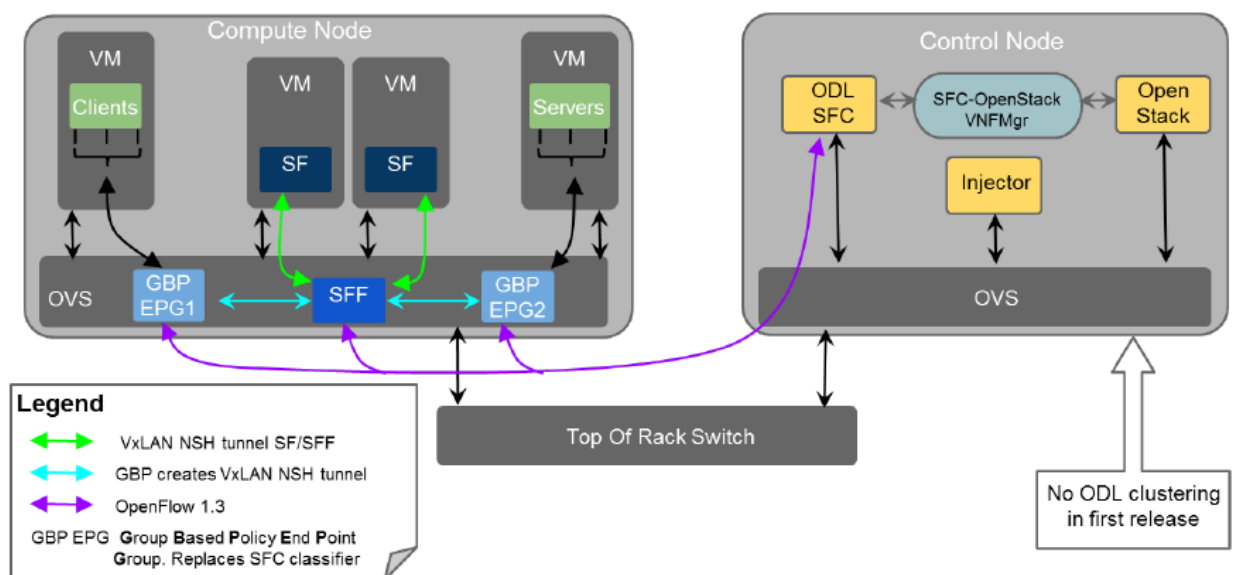 Compute Node
VM
Clients
VM
SF
VM
SF
VM
Servers
OVS
GBP
EPG1
SFF
GBP
EPG2
Control Node
ODL
SFC
SFC-OpenStack
VNFMgr
Open
Stack
Injector
OVS
Top Of Rack Switch
No ODL clustering
in first release
Legend
VxLAN NSH tunnel SF/SFF
GBP creates VxLAN NSH tunnel
OpenFlow 1.3
GBP EPG Group Based Policy End Point
Group. Replaces SFC classifier